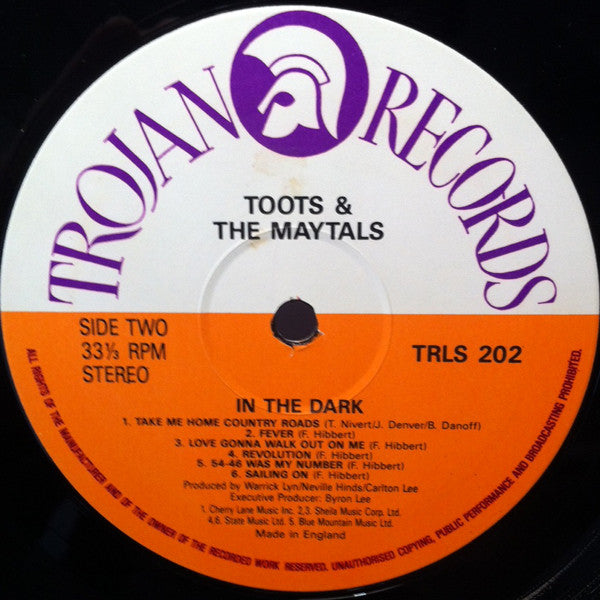 TROJAN RECORDS
TOOTS &
THE MAYTALS
SIDE TWO
33⅓ RPM
STEREO
TRLS 202
IN THE DARK
1. TAKE ME HOME COUNTRY ROADS (T. Nivert/J. Denver/B. Danoff)
2. FEVER (F. Hibbert)
3. LOVE GONNA WALK OUT ON ME (F. Hibbert)
4. REVOLUTION (F. Hibbert)
5. 54-46 WAS MY NUMBER (F. Hibbert)
6. SAILING ON (F. Hibbert)
Produced by Warrick Lyn/Neville Hinds/Carlton Lee
Executive Producer: Byron Lee
1. Cherry Lane Music Inc. 2,3. Sheila Music Corp. Ltd.
4,6. State Music Ltd. 5. Blue Mountain Music Ltd.
Made in England
ALL RIGHTS OF THE MANUFACTURER AND OF THE OWNER OF THE RECORDED WORK RESERVED. UNAUTHORISED COPYING, PUBLIC PERFORMANCE AND BROADCASTING PROHIBITED.